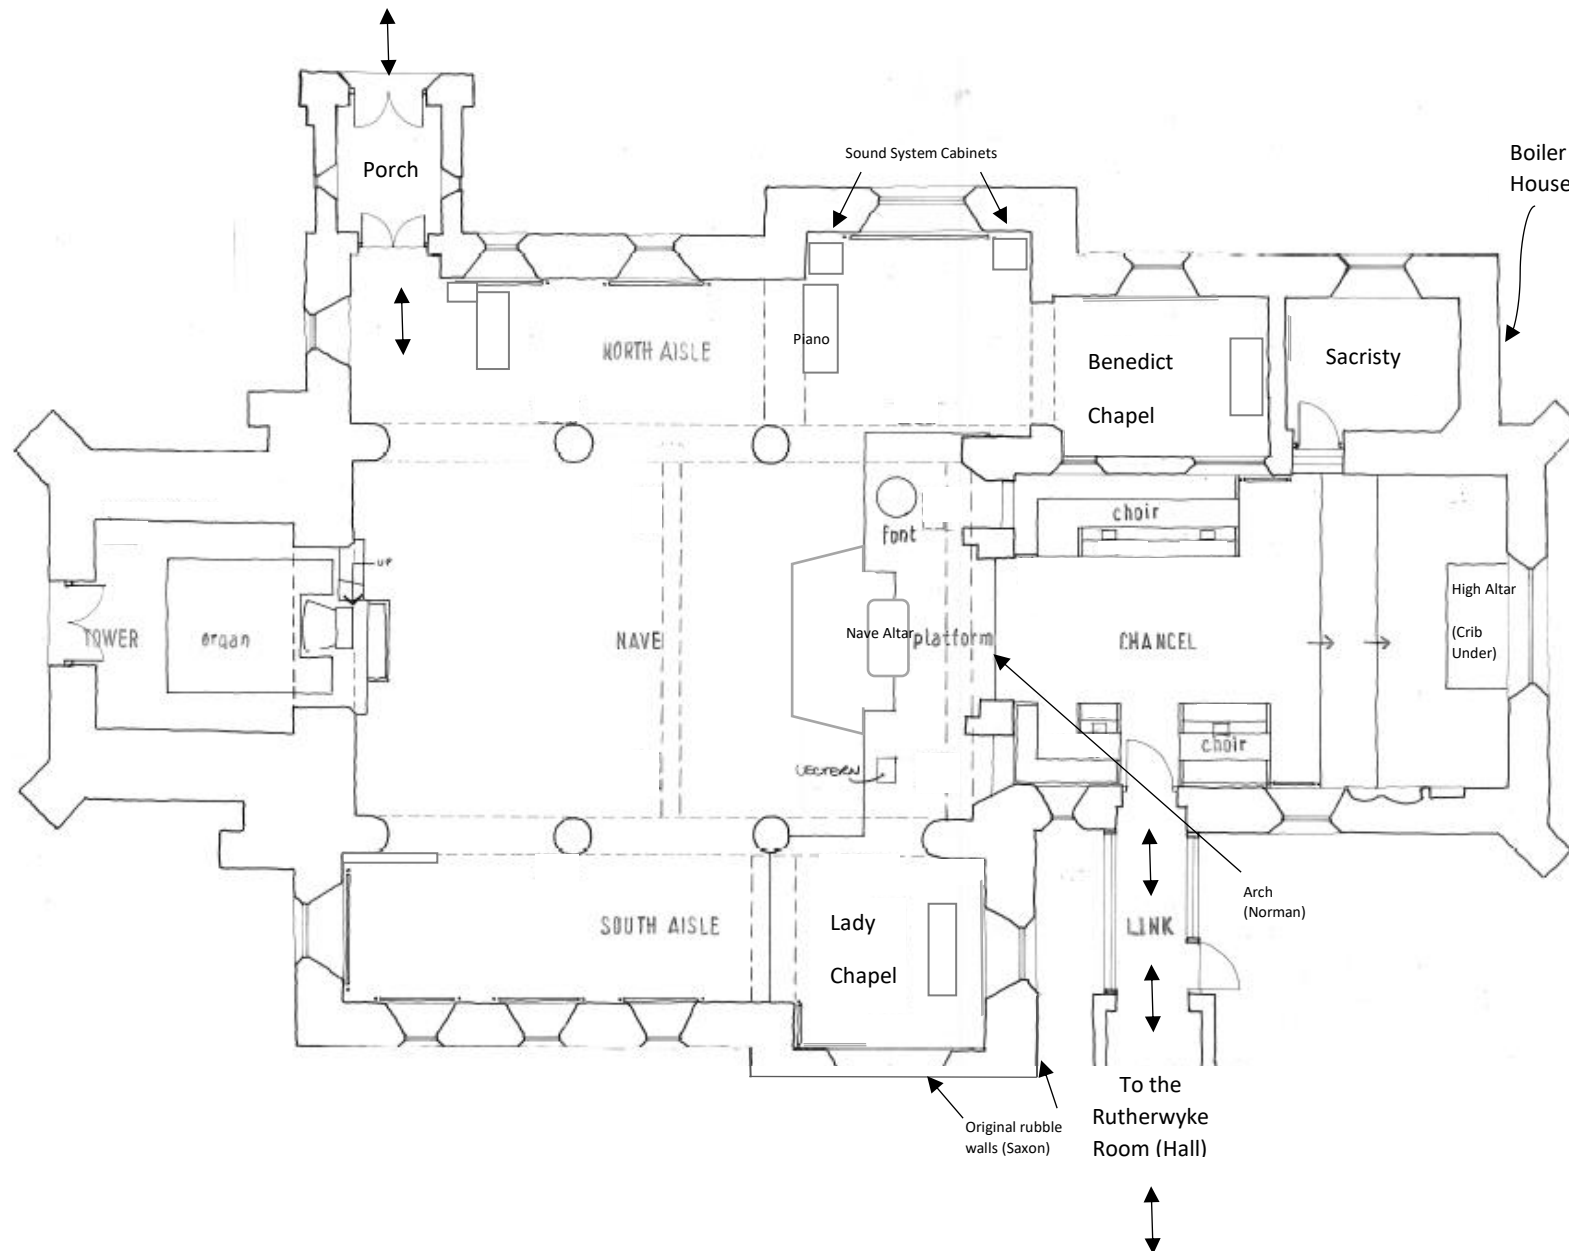 Porch
Sound System Cabinets
Boiler
House
Piano
NORTH AISLE
Benedict
Chapel
Sacristy
choir
font
UP
TOWER
organ
NAVE
Nave Altar
platform
CHANCEL
High Altar
(Crib
Under)
choir
LECTERN
Arch
(Norman)
SOUTH AISLE
Lady
Chapel
LINK
To the
Rutherwyke
Room (Hall)
Original rubble
walls (Saxon)